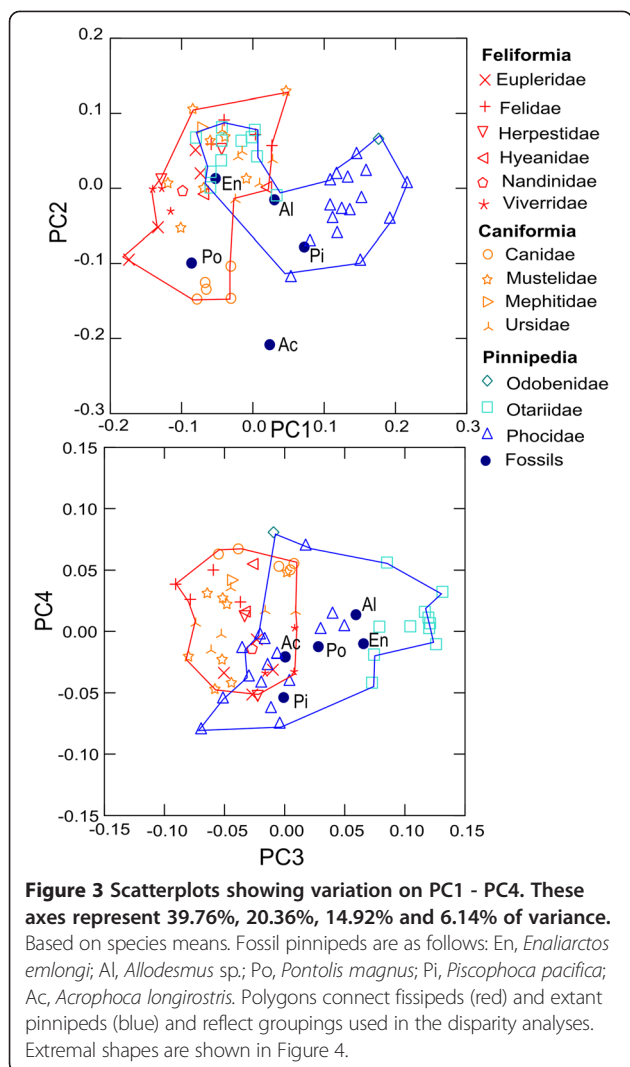 PC2
0.2
0.1
0.0
-0.1
-0.2
-0.3
-0.1
0.0
0.1
0.2
0.3
PC1
En
Al
Pi
Po
Ac
Feliformia
Eupleridae
Felidae
Herpestidae
Hyeanidae
Nandinidae
Viverridae
Caniformia
Canidae
Mustelidae
Mephitidae
Ursidae
Pinnipedia
Odobenidae
Otariidae
Phocidae
Fossils
PC4
0.15
0.10
0.05
0.00
-0.05
-0.10
-0.15
-0.15
-0.10
-0.05
0.00
0.05
0.10
0.15
PC3
Al
En
Po
Ac
Pi
Figure 3 Scatterplots showing variation on PC1 - PC4. These
axes represent 39.76%, 20.36%, 14.92% and 6.14% of variance.
Based on species means. Fossil pinnipeds are as follows: En, Enaliarctos
emlongi; Al, Allodesmus sp.; Po, Pontolis magnus; Pi, Piscophoca pacifica;
Ac, Acrophoca longirostris. Polygons connect fissipeds (red) and extant
pinnipeds (blue) and reflect groupings used in the disparity analyses.
Extremal shapes are shown in Figure 4.